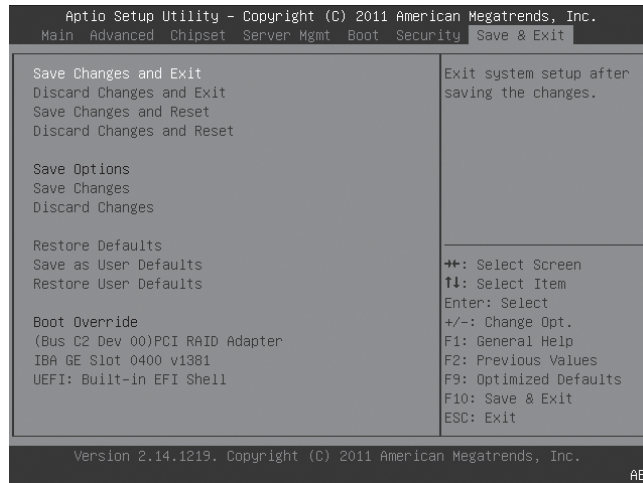 Aptio Setup Utility – Copyright (C) 2011 American Megatrends, Inc.
Main Advanced Chipset Server Mgmt Boot Security Save & Exit
Save Changes and Exit
Discard Changes and Exit
Save Changes and Reset
Discard Changes and Reset
Save Options
Save Changes
Discard Changes
Restore Defaults
Save as User Defaults
Restore User Defaults
Boot Override
(Bus C2 Dev 00)PCI RAID Adapter
IBA GE Slot 0400 v1381
UEFI: Built-in EFI Shell
Exit system setup after
saving the changes.
→←: Select Screen
↑↓: Select Item
Enter: Select
+/-: Change Opt.
F1: General Help
F2: Previous Values
F9: Optimized Defaults
F10: Save & Exit
ESC: Exit
Version 2.14.1219. Copyright (C) 2011 American Megatrends, Inc.
AB